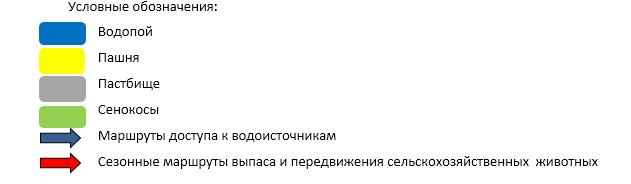 Условные обозначения:
Водопой
Пашня
Пастбище
Сенокосы
Маршруты доступа к водоисточникам
Сезонные маршруты выпаса и передвижения сельскохозяйственных животных